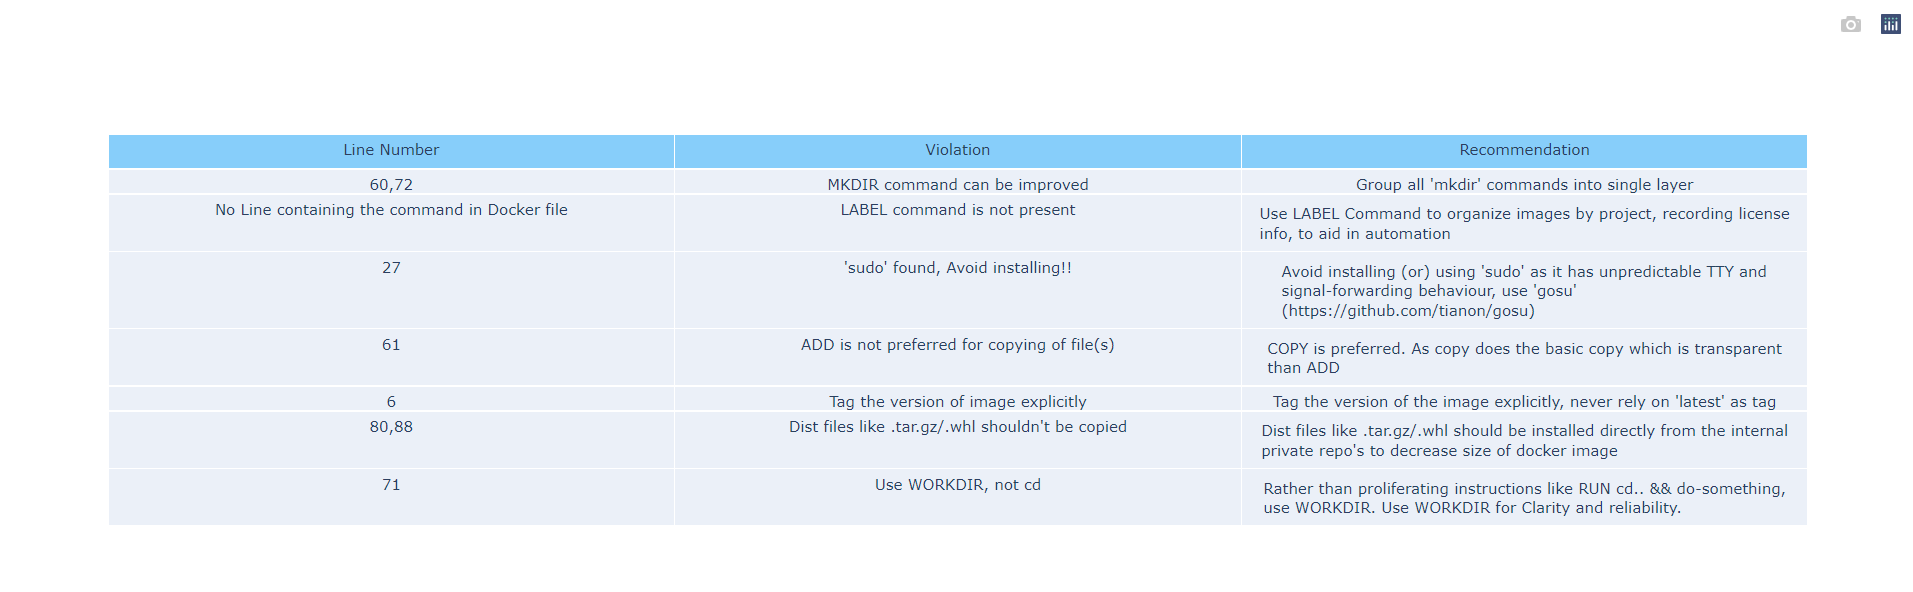 Line Number Violation Recommendation
60,72 MKDIR command can be improved Group all 'mkdir' commands into single layer
No Line containing the command in Docker file LABEL command is not present Use LABEL Command to organize images by project, recording license
info, to aid in automation
27 'sudo' found, Avoid installing!! Avoid installing (or) using 'sudo' as it has unpredictable TTY and
signal-forwarding behaviour, use 'gosu'
(https://github.com/tianon/gosu)
61 ADD is not preferred for copying of file(s) COPY is preferred. As copy does the basic copy which is transparent
than ADD
6 Tag the version of image explicitly Tag the version of the image explicitly, never rely on 'latest' as tag
80,88 Dist files like .tar.gz/.whl shouldn't be copied Dist files like .tar.gz/.whl should be installed directly from the internal
private repo's to decrease size of docker image
71 Use WORKDIR, not cd Rather than proliferating instructions like RUN cd.. && do-something,
use WORKDIR. Use WORKDIR for Clarity and reliability.